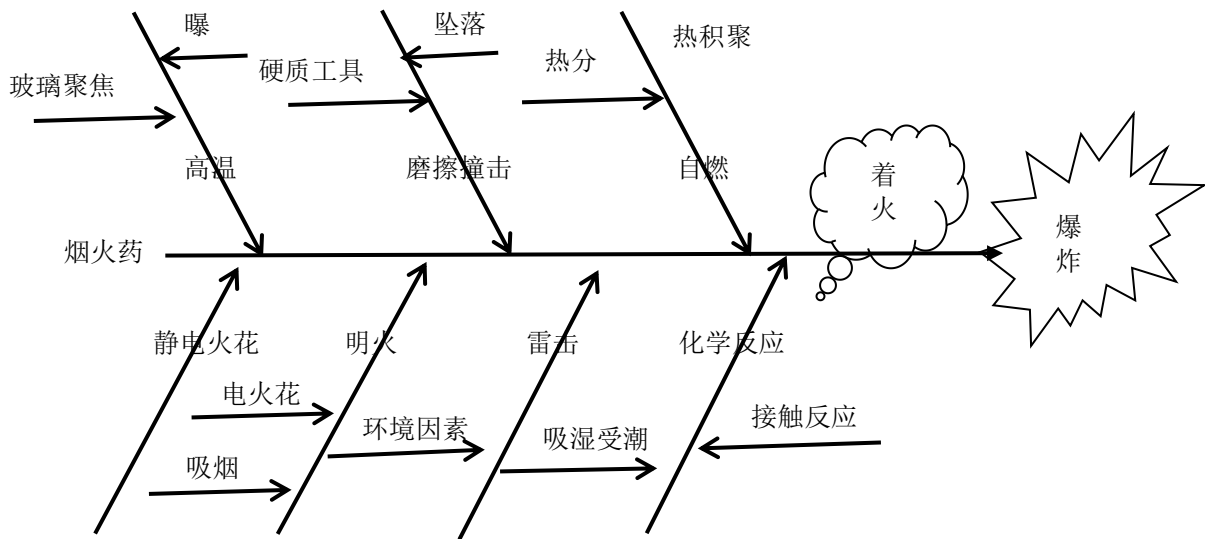 曝
坠落
热积聚
玻璃聚焦
硬质工具
热分
高温
磨擦撞击
自燃
着
火
烟火药
爆
炸
静电火花
明火
雷击
化学反应
电火花
环境因素
吸湿受潮
接触反应
吸烟